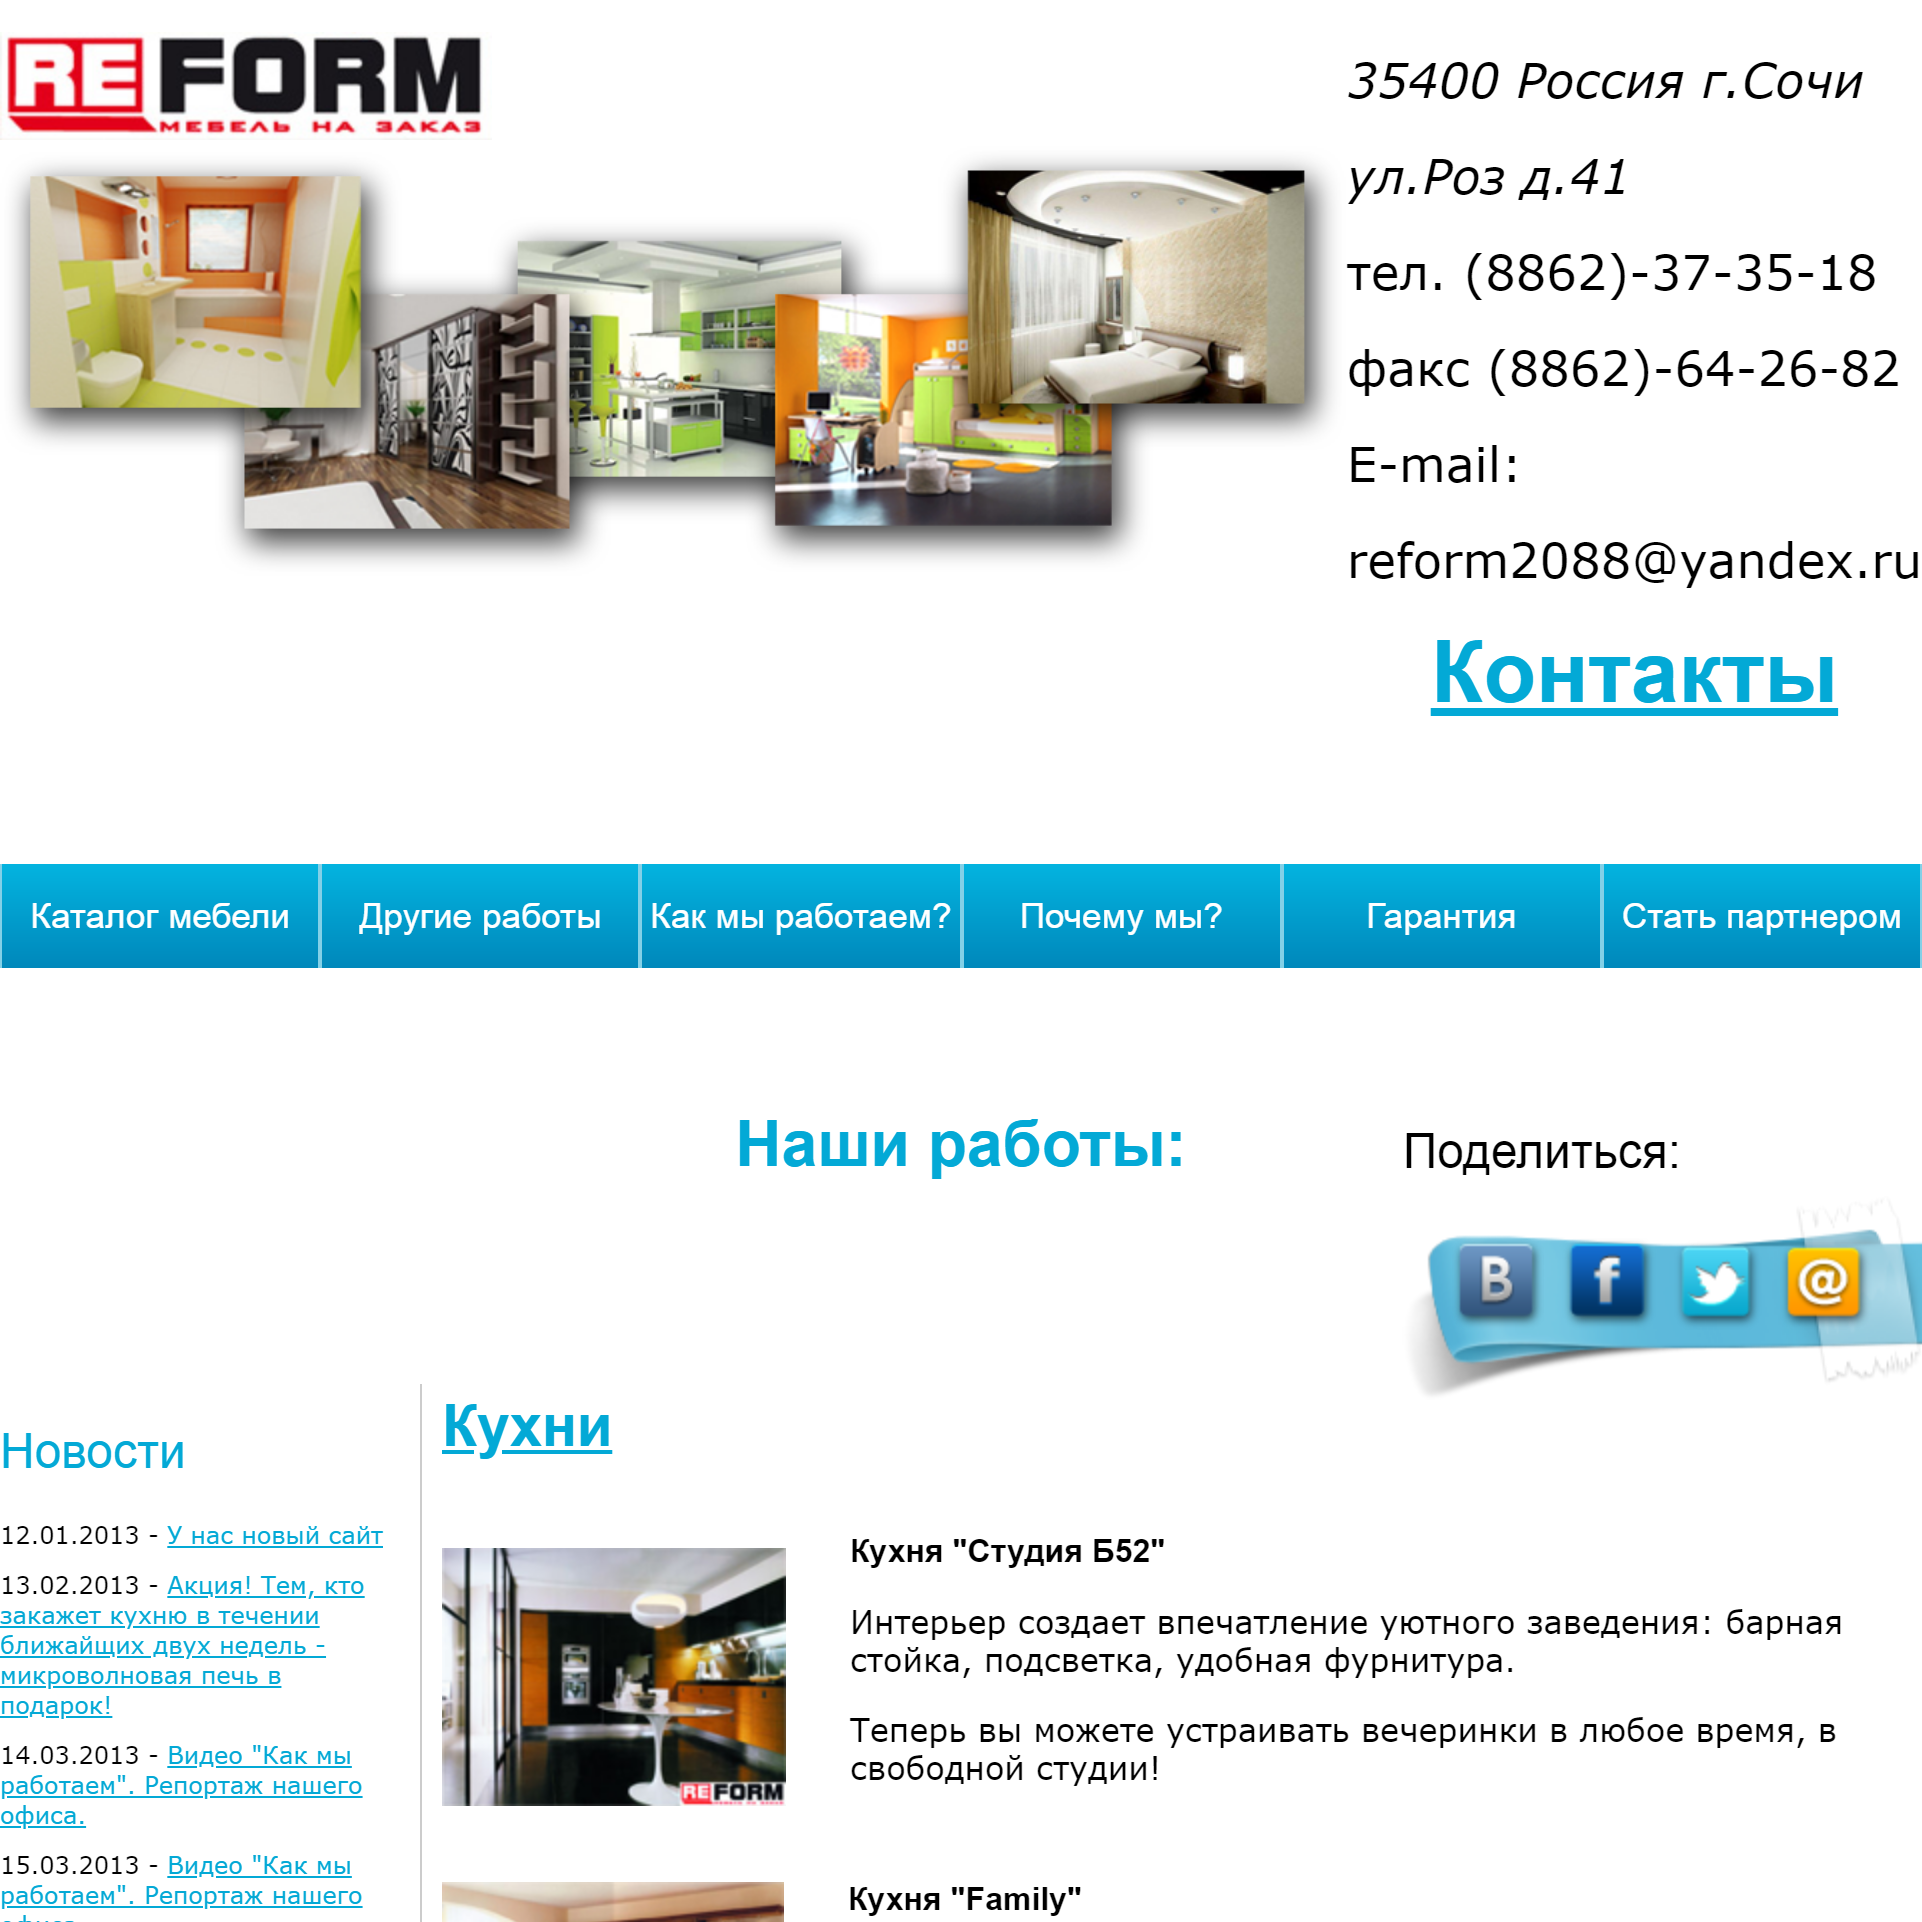 REFORM
МЕБЕЛЬ НА ЗАКАЗ
35400 Россия г.Сочи
ул.Роз д.41
тел. (8862)-37-35-18
факс (8862)-64-26-82
E-mail:
reform2088@yandex.ru
Контакты
Каталог мебели
Другие работы
Как мы работаем?
Почему мы?
Гарантия
Стать партнером
Наши работы:
Поделиться:
Новости
12.01.2013 - У нас новый сайт
13.02.2013 - Акция! Тем, кто
закажет кухню в течении
ближайщих двух недель -
микроволновая печь в
подарок!
14.03.2013 - Видео "Как мы
работаем". Репортаж нашего
офиса.
15.03.2013 - Видео "Как мы
работаем". Репортаж нашего
Кухни
REFORM
МЕБЕЛЬ НА ЗАКАЗ
Кухня "Студия Б52"
Интерьер создает впечатление уютного заведения: барная
стойка, подсветка, удобная фурнитура.
Теперь вы можете устраивать вечеринки в любое время, в
свободной студии!
Кухня "Family"